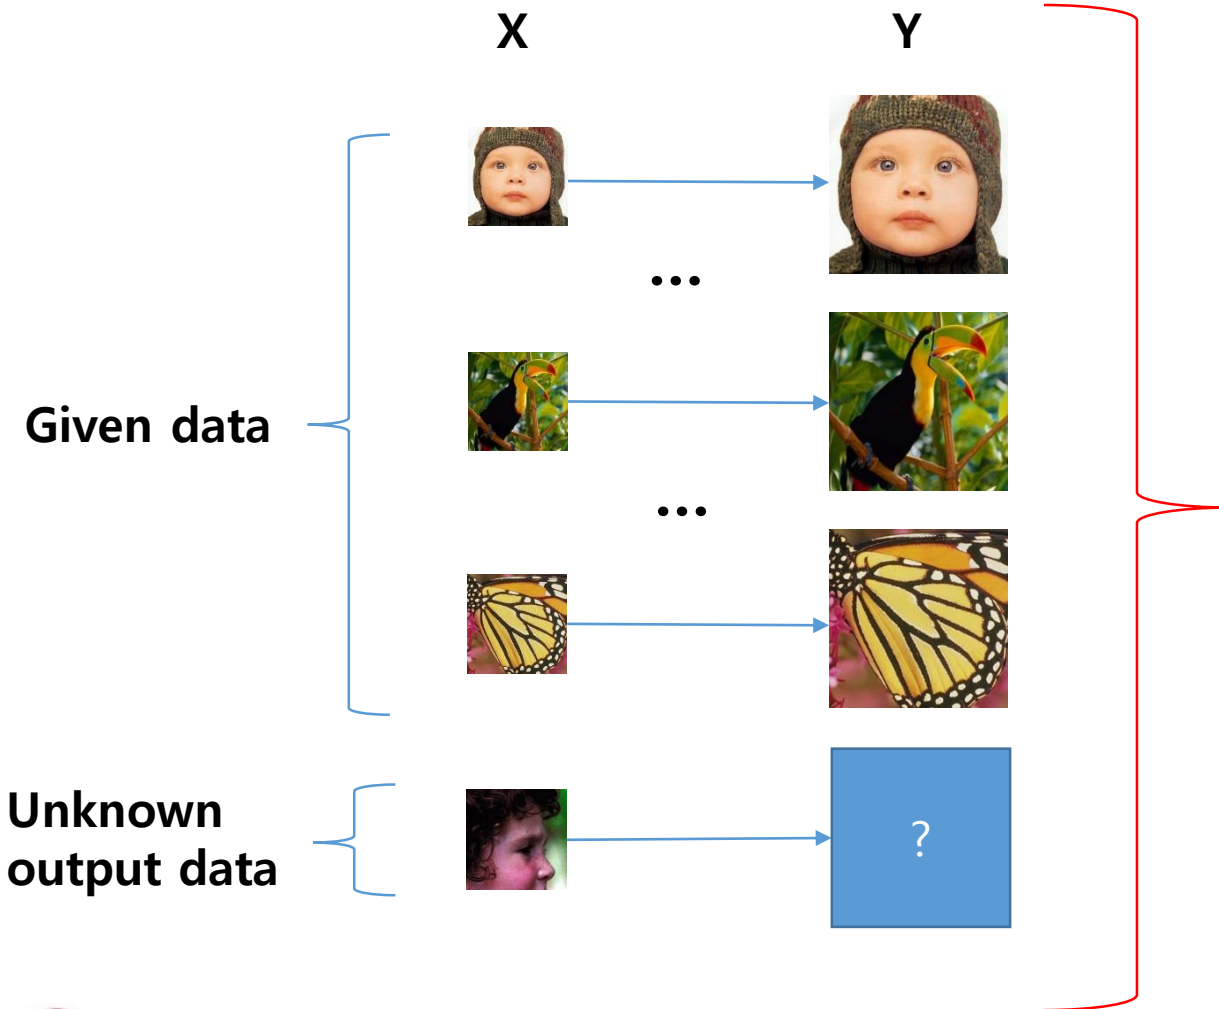 X
Y
...
Given data
...
Unknown
output data
?